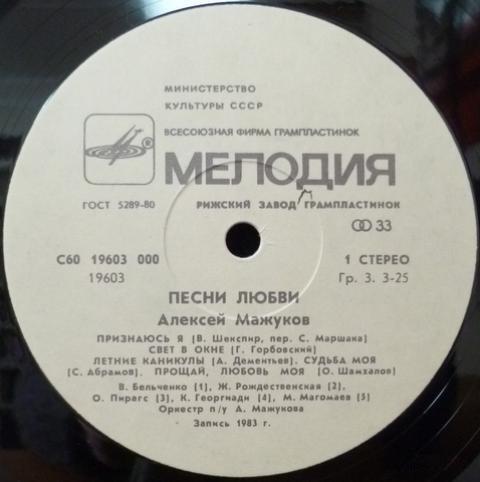 МИНИСТЕРСТВО
КУЛЬТУРЫ СССР
ВСЕСОЮЗНАЯ ФИРМА ГРАМПЛАСТИНОК
МЕЛОДИЯ
ГОСТ 5289-80
РИЖСКИЙ ЗАВОД ГРАМПЛАСТИНОК
33
С60 19603 000
1 СТЕРЕО
19603
Гр. 3. 3-25
ПЕСНИ ЛЮБВИ
Алексей Мажуков
ПРИЗНАЮСЬ Я [В. Шекспир, пер. С. Маршака]
СВЕТ В ОКНЕ [Г. Горбовский]
ЛЕТНИЕ КАНИКУЛЫ [А. Дементьев]. СУДЬБА МОЯ
[С. Абрамов]. ПРОЩАЙ, ЛЮБОВЬ МОЯ [О. Шамхалов]
В. Бельченко [1], Ж. Рождественская [2],
О. Пирагс [3], К. Георгиади [4], М. Магомаев [5]
Оркестр п/у А. Мажукова
Запись 1983 г.